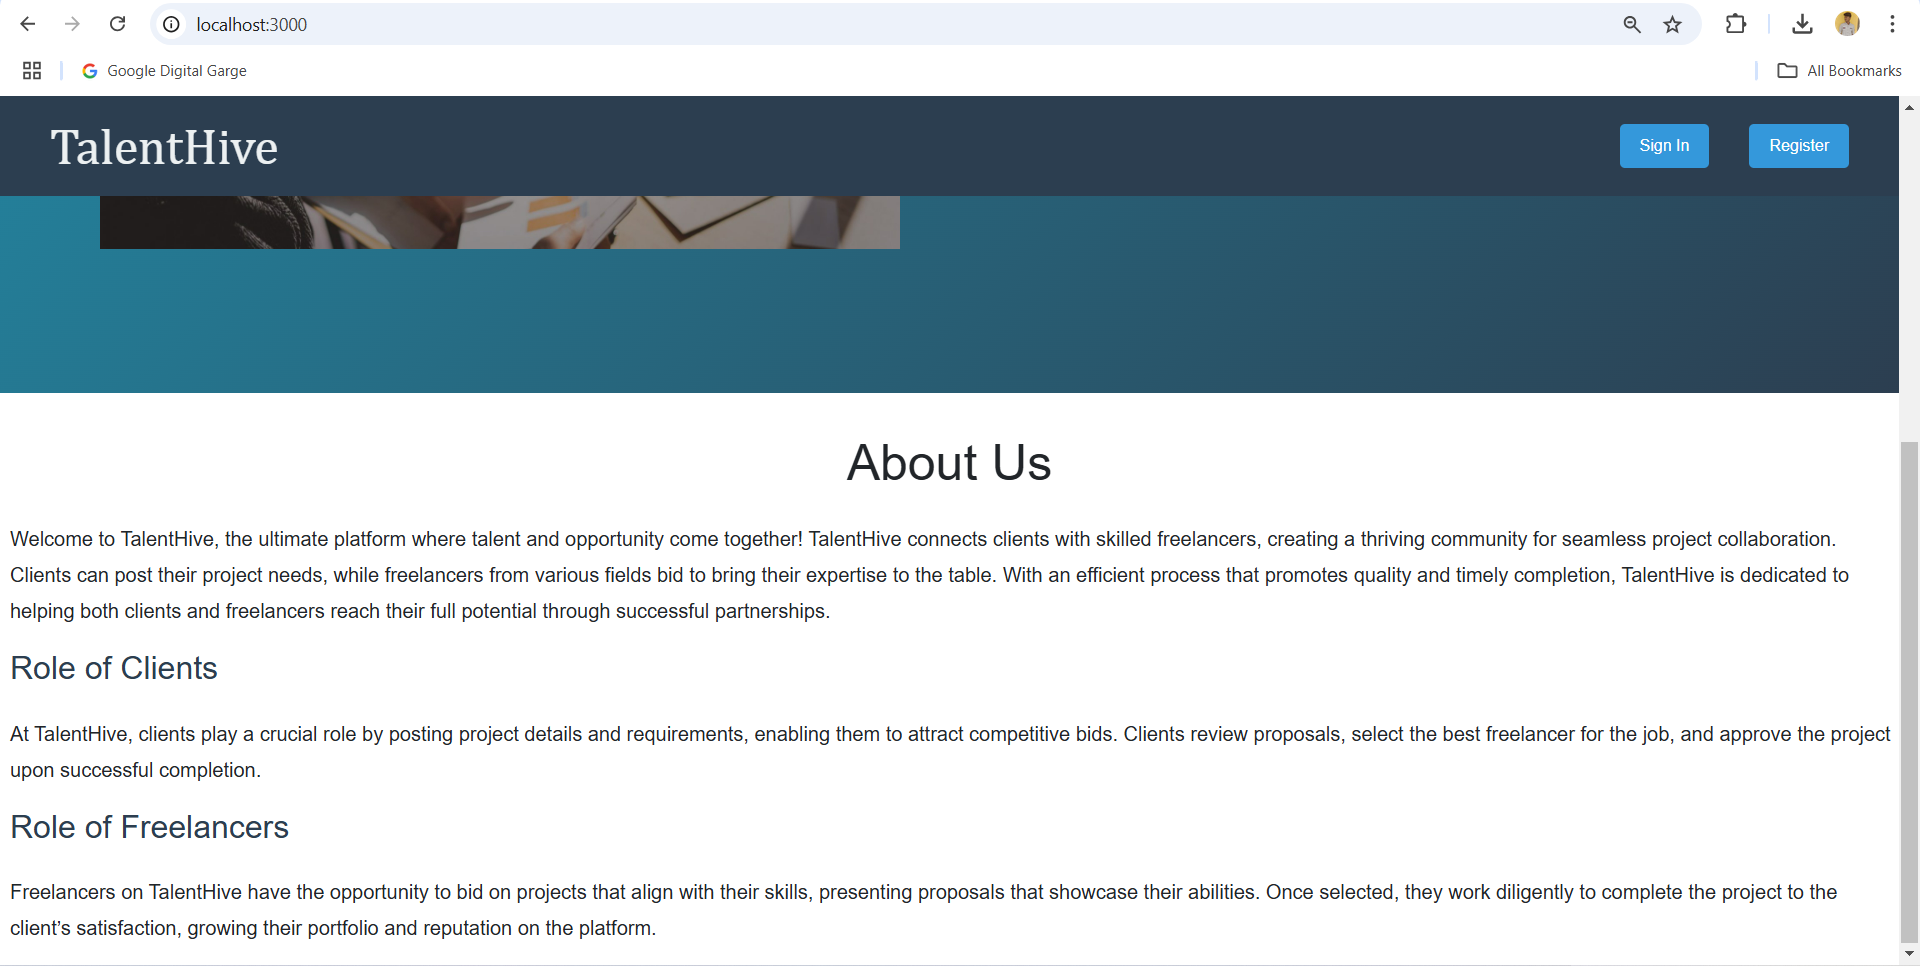 localhost:3000
Google Digital Garge
All Bookmarks
TalentHive
Sign In
Register
About Us
Welcome to TalentHive, the ultimate platform where talent and opportunity come together! TalentHive connects clients with skilled freelancers, creating a thriving community for seamless project collaboration.
Clients can post their project needs, while freelancers from various fields bid to bring their expertise to the table. With an efficient process that promotes quality and timely completion, TalentHive is dedicated to
helping both clients and freelancers reach their full potential through successful partnerships.
Role of Clients
At TalentHive, clients play a crucial role by posting project details and requirements, enabling them to attract competitive bids. Clients review proposals, select the best freelancer for the job, and approve the project
upon successful completion.
Role of Freelancers
Freelancers on TalentHive have the opportunity to bid on projects that align with their skills, presenting proposals that showcase their abilities. Once selected, they work diligently to complete the project to the
client’s satisfaction, growing their portfolio and reputation on the platform.